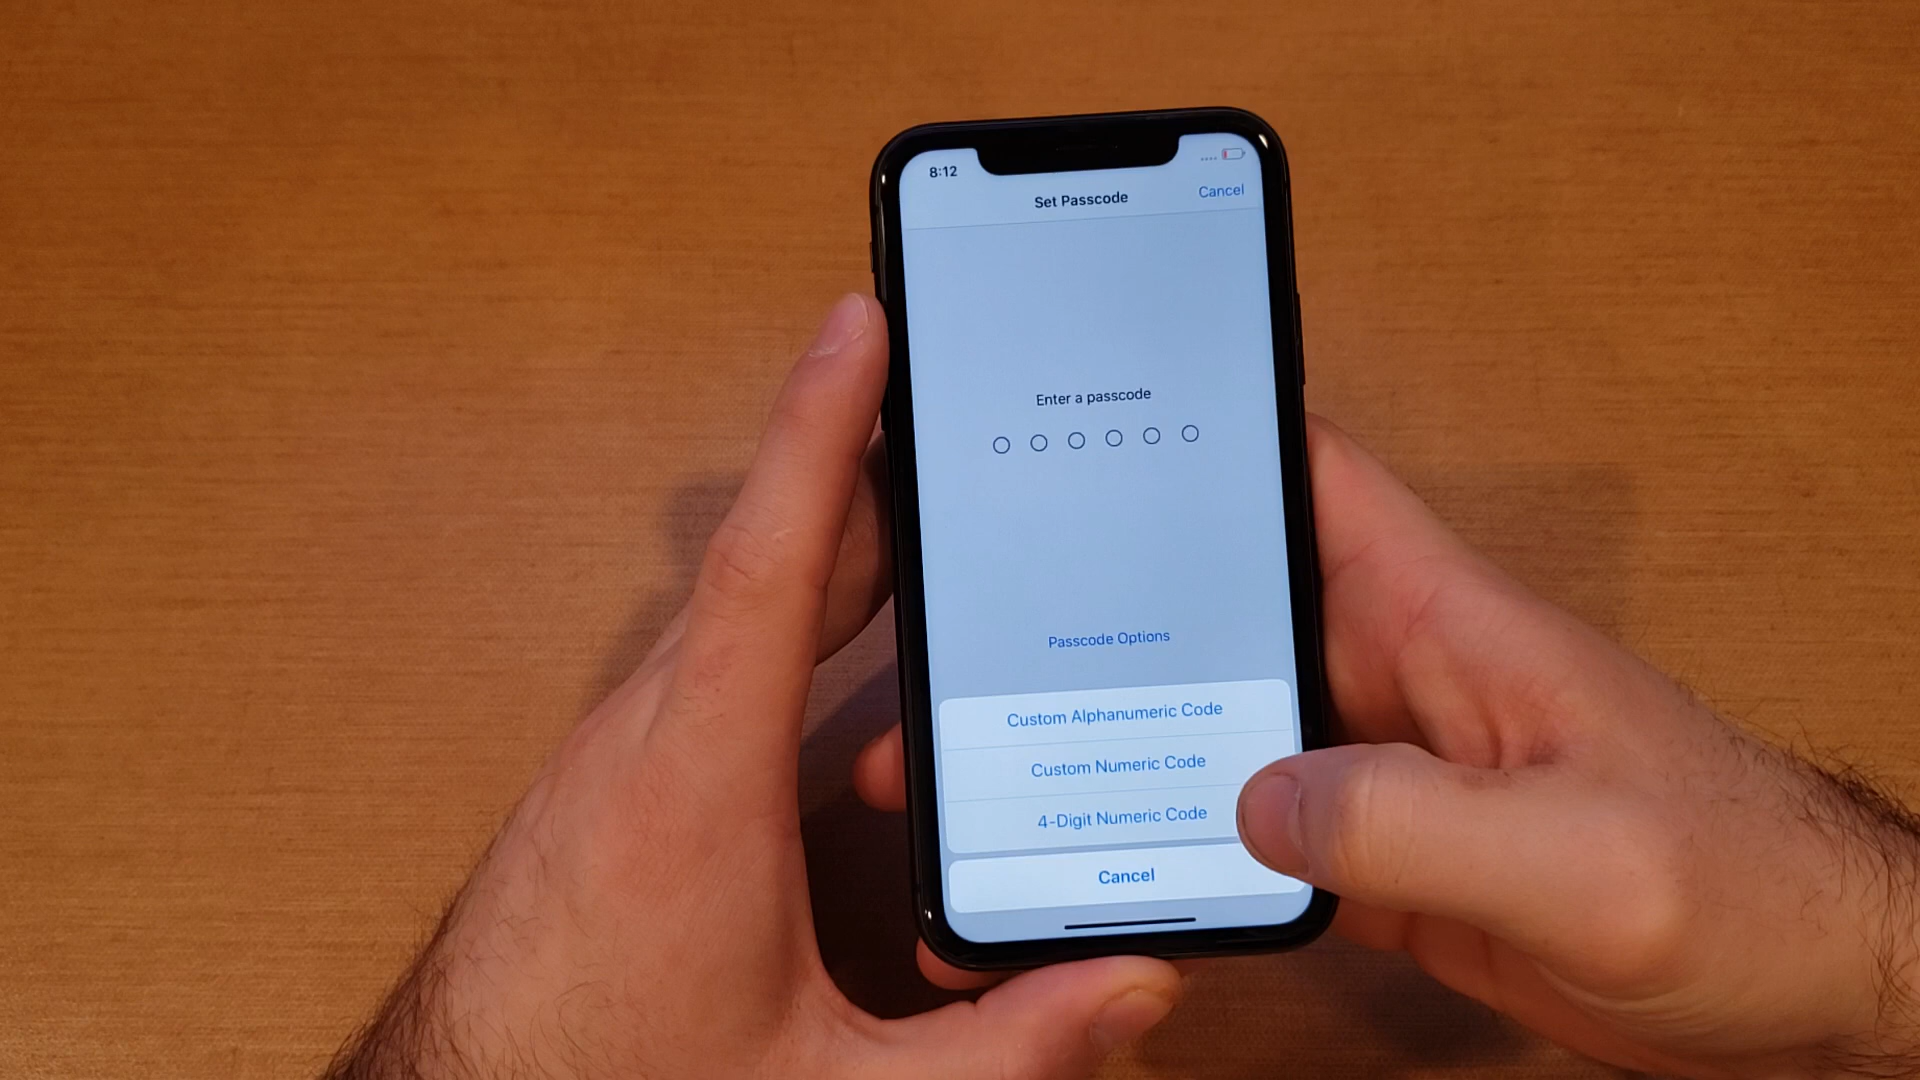 8:12
Set Passcode
Cancel
Enter a passcode
Passcode Options
Custom Alphanumeric Code
Custom Numeric Code
4-Digit Numeric Code
Cancel